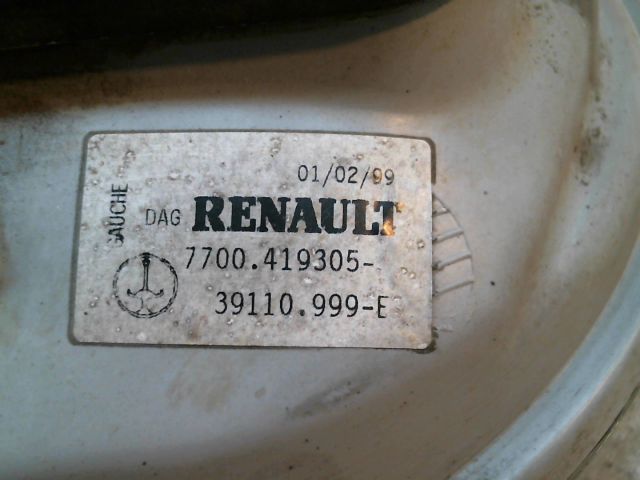 01/02/99
GAUCHE
DAG RENAULT
7700.419305-
39110.999-E